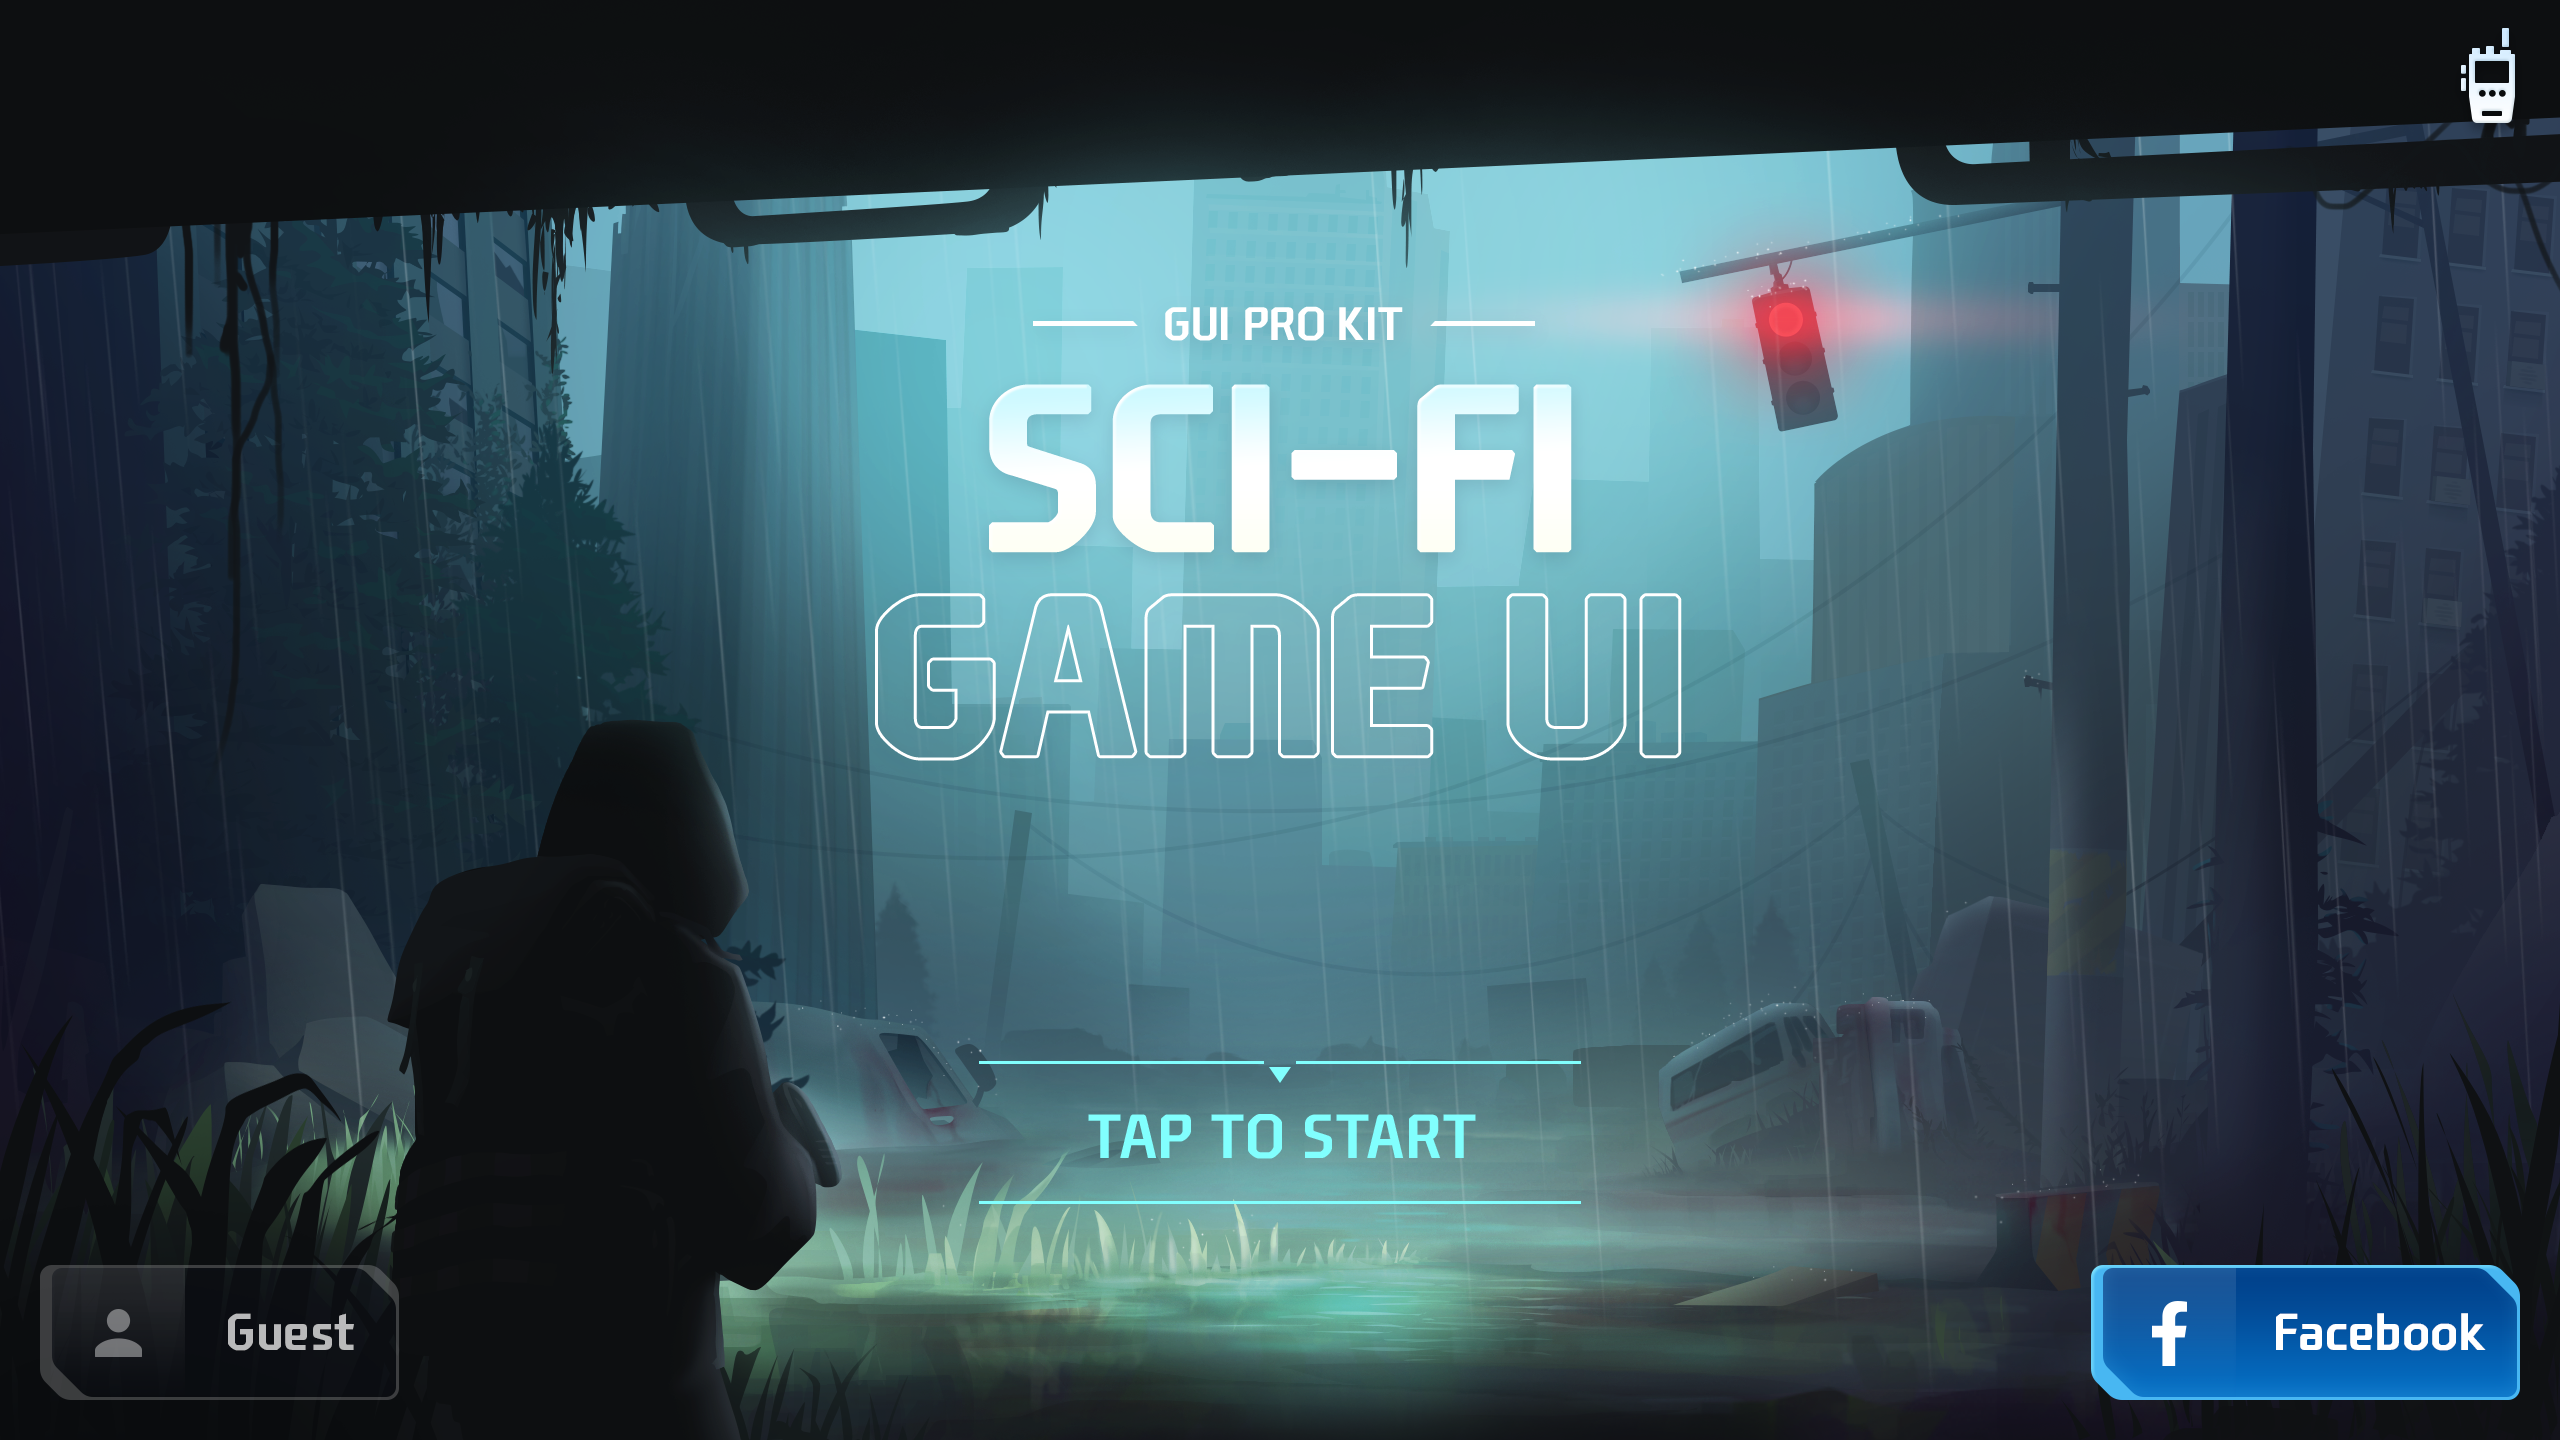 GUI PRO KIT
SCI-FI
GAME UI
TAP TO START
Guest
Facebook